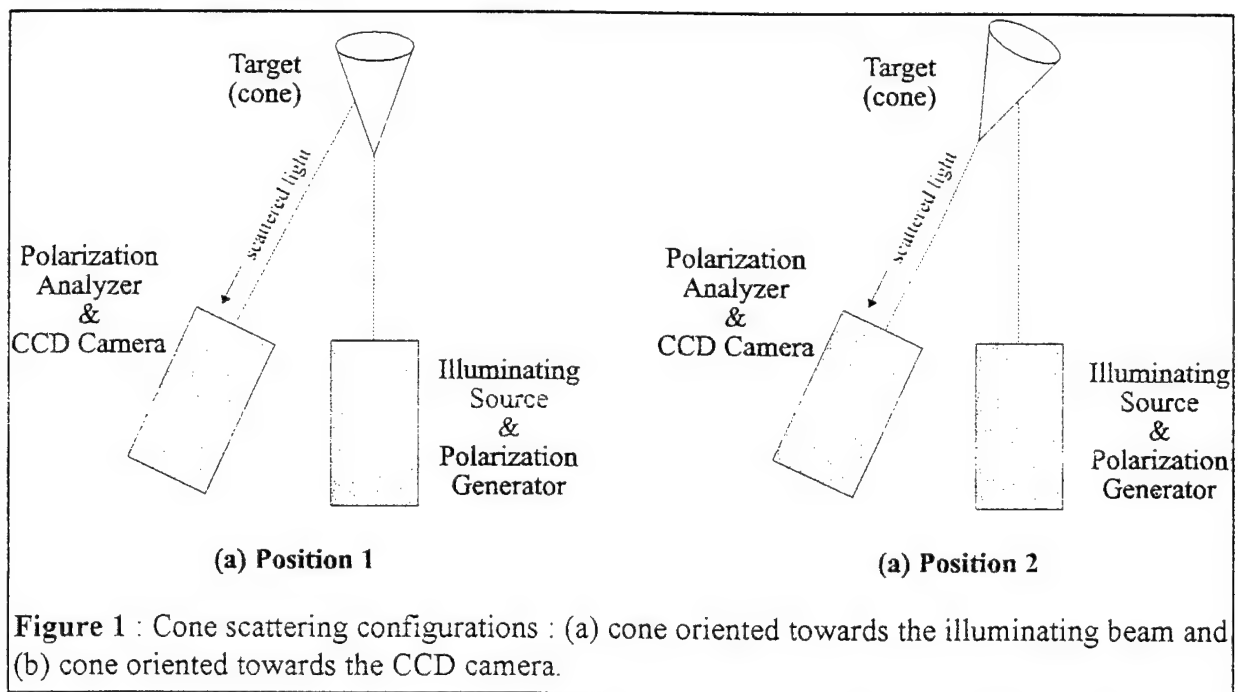 Target
(cone)
scattered light
Polarization
Analyzer
&
CCD Camera
Illuminating
Source
&
Polarization
Generator
(a) Position 1
Target
(cone)
scattered light
Polarization
Analyzer
&
CCD Camera
Illuminating
Source
&
Polarization
Generator
(a) Position 2
Figure 1 : Cone scattering configurations : (a) cone oriented towards the illuminating beam and
(b) cone oriented towards the CCD camera.